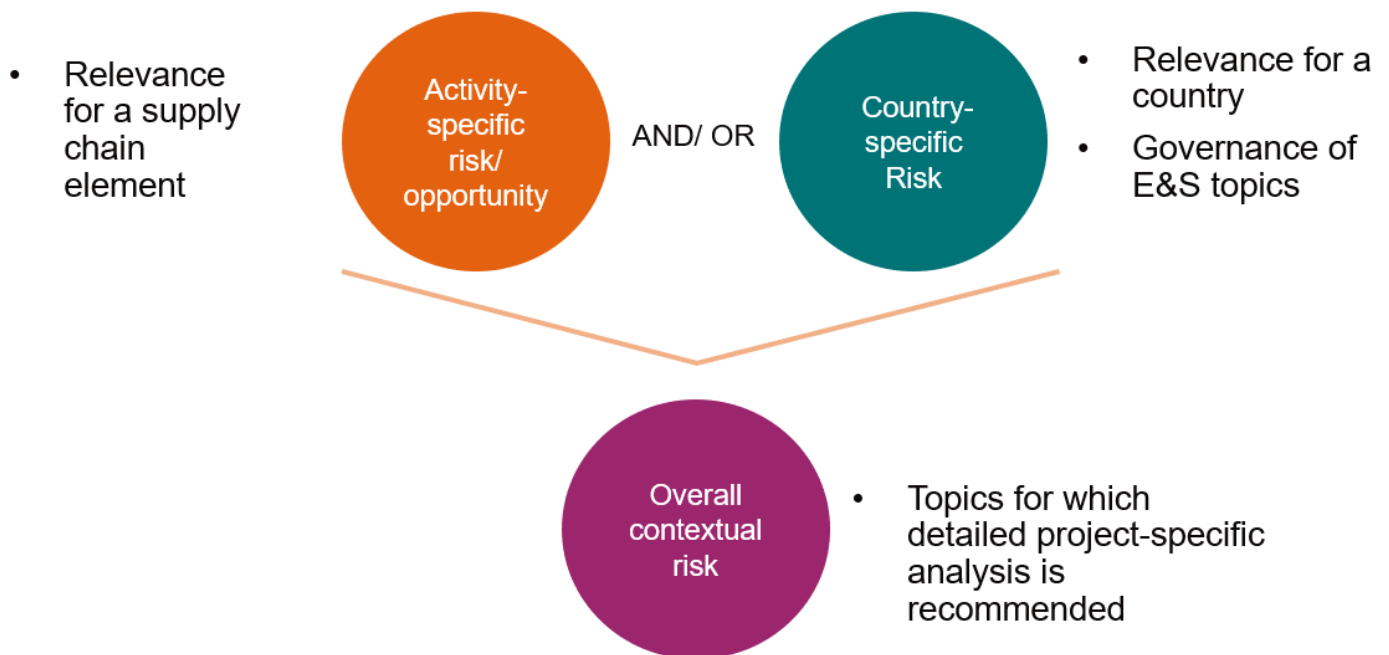 • Relevance
for a supply
chain
element
Activity-
specific
risk/
opportunity
AND/ OR
Country-
specific
Risk
• Relevance for a
country
• Governance of
E&S topics
Overall
contextual
risk
• Topics for which
detailed project-specific
analysis is
recommended